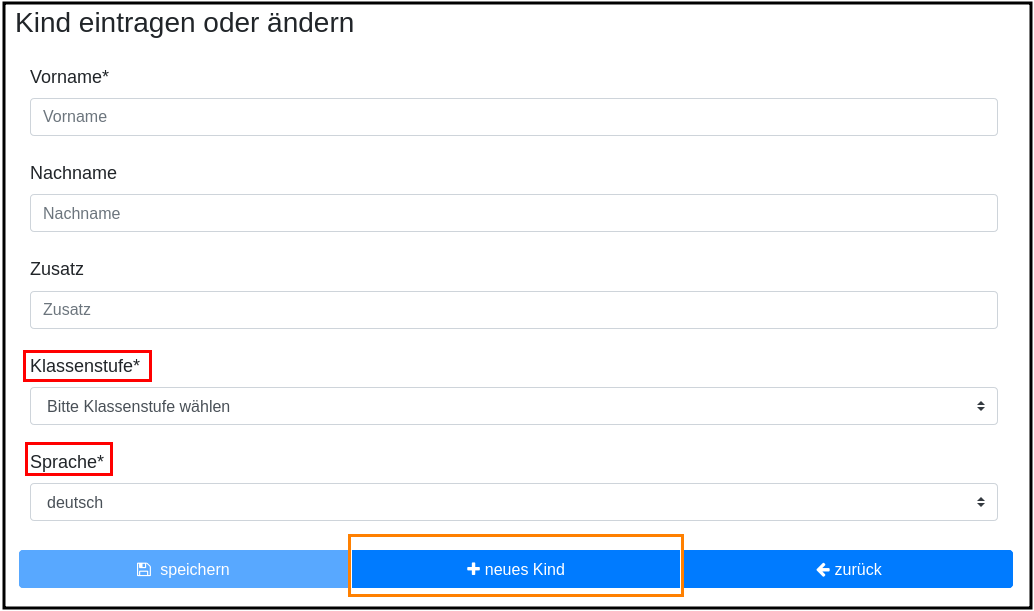 Kind eintragen oder ändern
Vorname*
Vorname
Nachname
Nachname
Zusatz
Zusatz
Klassenstufe*
Bitte Klassenstufe wählen
Sprache*
deutsch
speichern
neues Kind
zurück